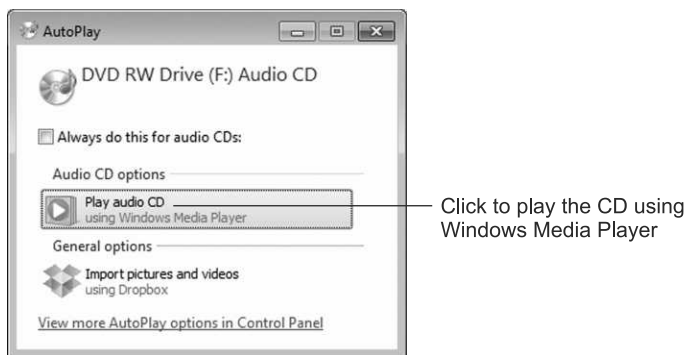 AutoPlay
DVD RW Drive (F:) Audio CD
Always do this for audio CDs:
Audio CD options
Play audio CD
using Windows Media Player
General options
Import pictures and videos
using Dropbox
View more AutoPlay options in Control Panel
Click to play the CD using
Windows Media Player